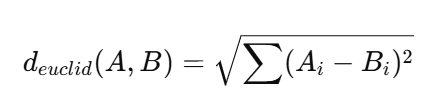 d_{euclid}(A, B) = \sqrt{\sum (A_i - B_i)^2}